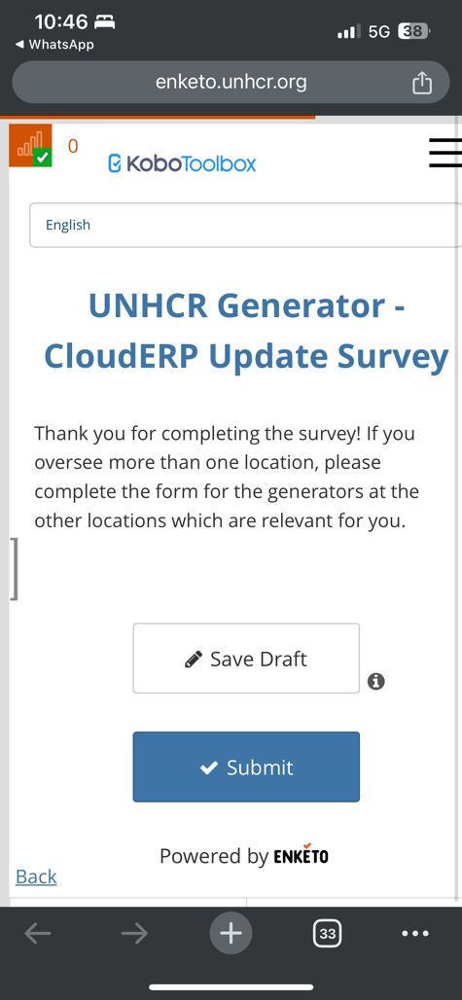 10:46
WhatsApp
5G
38
enketo.unhcr.org
0
KoboToolbox
English
UNHCR Generator -
CloudERP Update Survey
Thank you for completing the survey! If you
oversee more than one location, please
complete the form for the generators at the
other locations which are relevant for you.
Save Draft
Submit
Powered by ENKETO
Back
33